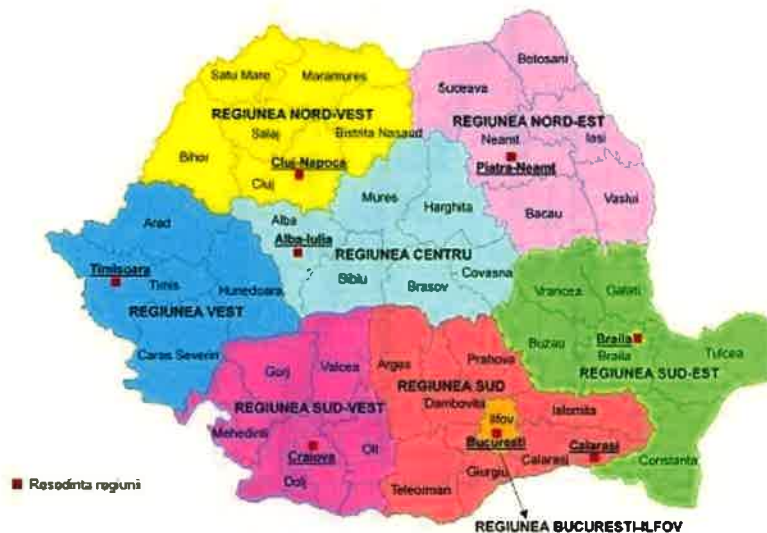 Botosani
Satu Mare
Maramures
Suceava
REGIUNEA NORD-VEST
REGIUNEA NORD-EST
Salaj
Bistrita Nasaud
Neamt
Iasi
Bihor
Cluj-Napoca
Piatra-Neamt
Cluj
Mures
Vaslui
Harghita
Bacau
Arad
Alba
Alba-Iulia
REGIUNEA CENTRU
Timisoara
Covasna
Timis
Hunedoara
Sibiu
Brasov
Vrancea
Galati
REGIUNEA VEST
Braila
Buzau
Braila
Tulcea
Caras Severin
Gorj
Valcea
Arges
Prahova
REGIUNEA SUD-EST
REGIUNEA SUD
Dambovita
REGIUNEA SUD-VEST
Ilfov
Ialomita
Mehedinti
Olt
Bucuresti
Calarasi
Craiova
Calarasi
Constanta
Giurgiu
Dolj
Teleorman
Resedinta regiunii
REGIUNEA BUCURESTI-ILFOV